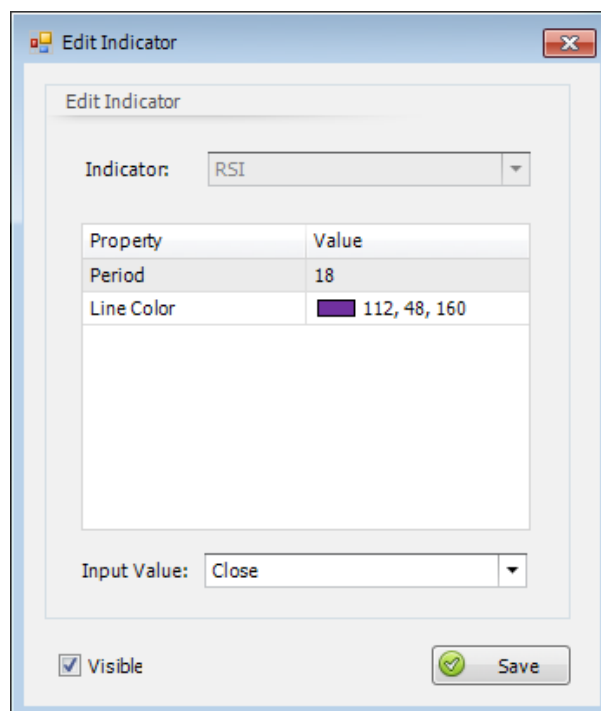 Edit Indicator
Edit Indicator
Indicator: RSI
Property Value
Period 18
Line Color 112, 48, 160
Input Value: Close
Visible Save